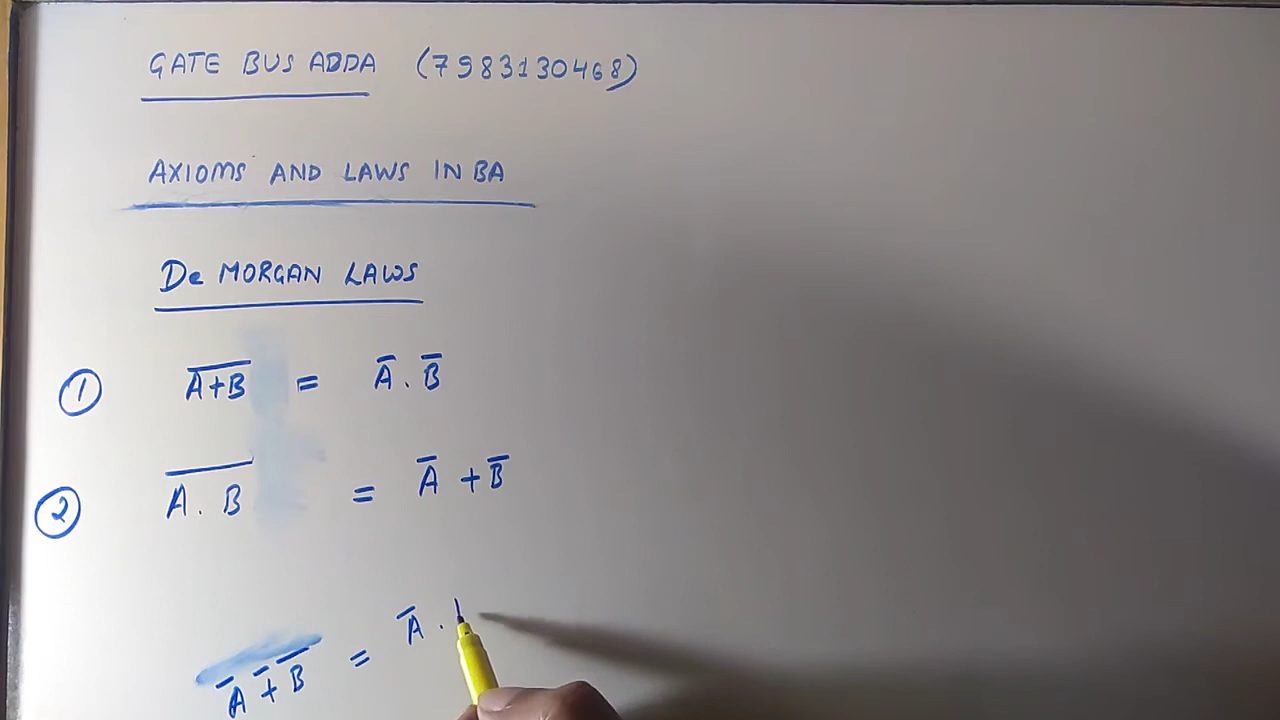 GATE BUS ADDA (7983130468)
AXIOMS AND LAWS IN BA
De MORGAN LAWS
① A̅+̅B̅ = A̅ . B̅
② A̅ ̅.̅ ̅B̅ = A̅ + B̅
A̅ +̅ B̅ = A̅ .